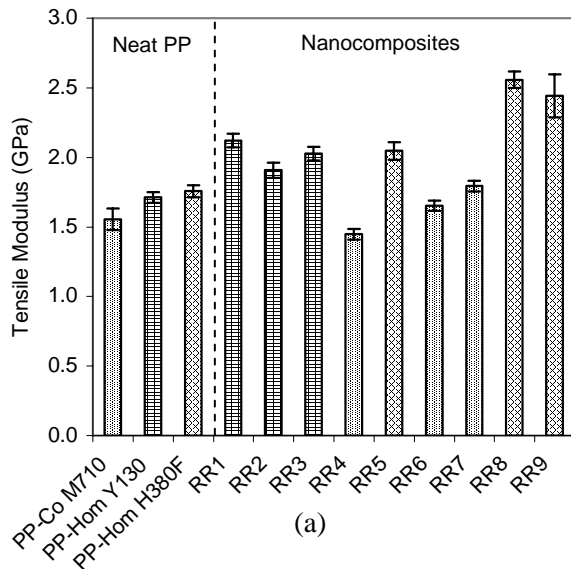 3.0
Neat PP
Nanocomposites
2.5
2.0
1.5
1.0
0.5
0.0
Tensile Modulus (GPa)
PP-Co M710
PP-Hom Y130
PP-Hom H380F
RR1
RR2
RR3
RR4
RR5
RR6
RR7
RR8
RR9
(a)